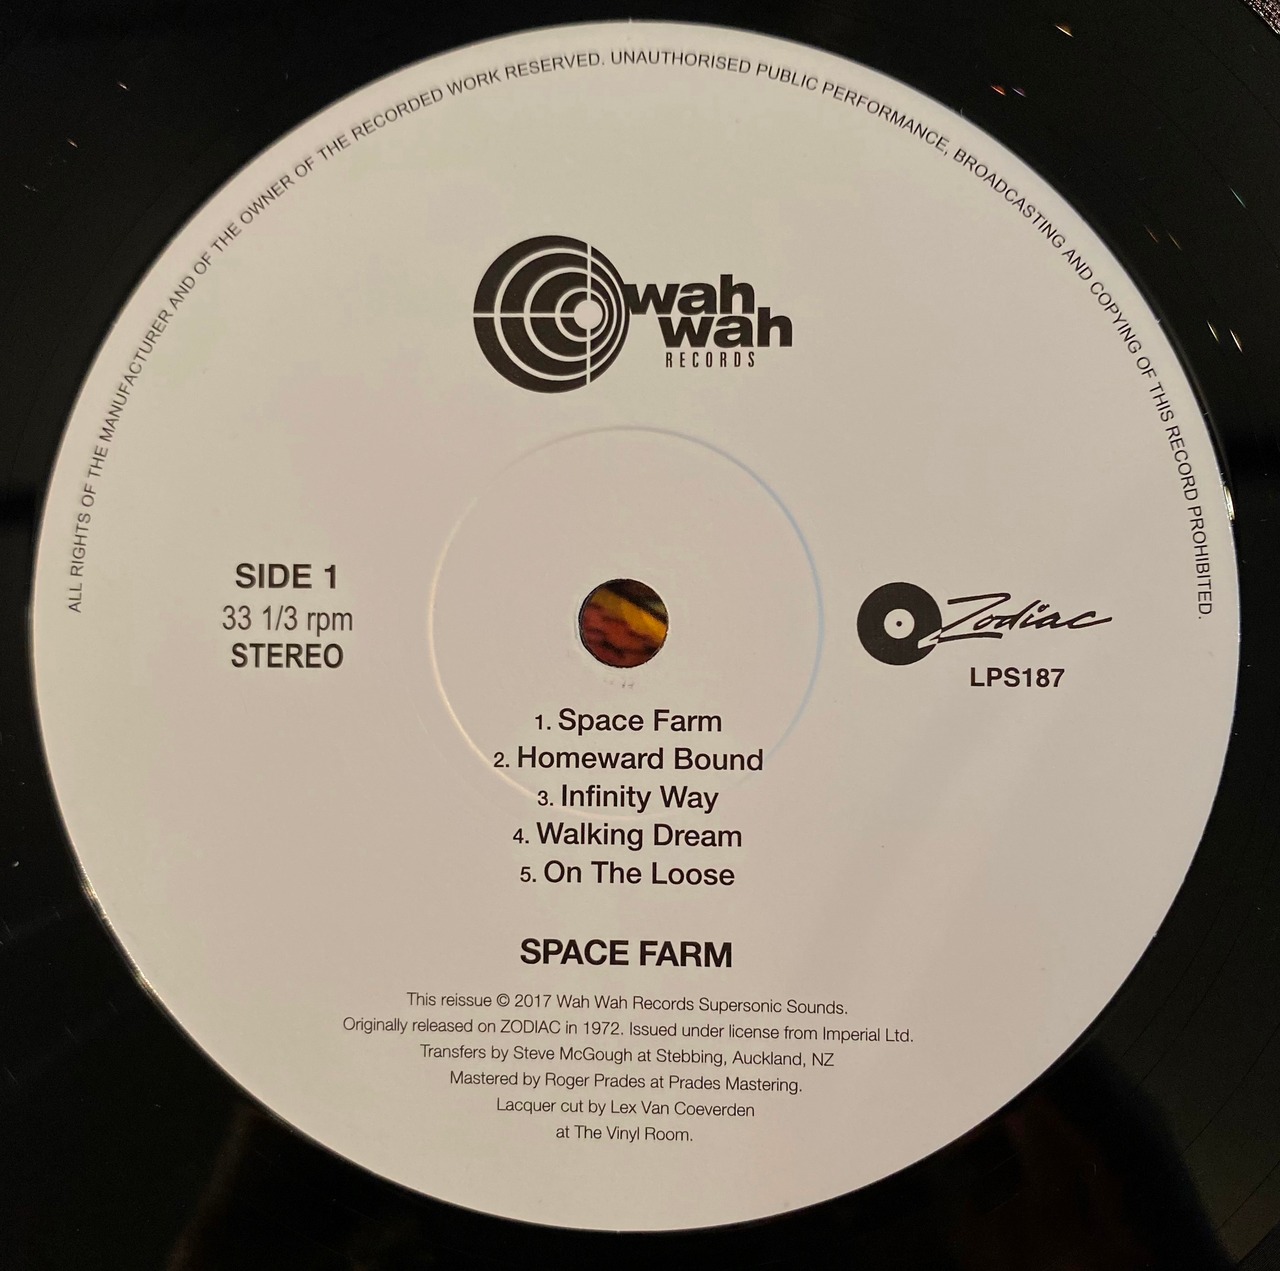 ALL RIGHTS OF THE MANUFACTURER AND OF THE OWNER OF THE RECORDED WORK RESERVED. UNAUTHORISED PUBLIC PERFORMANCE, BROADCASTING AND COPYING OF THIS RECORD PROHIBITED.
wah
wah
RECORDS
SIDE 1
33 1/3 rpm
STEREO
Zodiac
LPS187
1. Space Farm
2. Homeward Bound
3. Infinity Way
4. Walking Dream
5. On The Loose
SPACE FARM
This reissue © 2017 Wah Wah Records Supersonic Sounds.
Originally released on ZODIAC in 1972. Issued under license from Imperial Ltd.
Transfers by Steve McGough at Stebbing, Auckland, NZ
Mastered by Roger Prades at Prades Mastering.
Lacquer cut by Lex Van Coeverden
at The Vinyl Room.